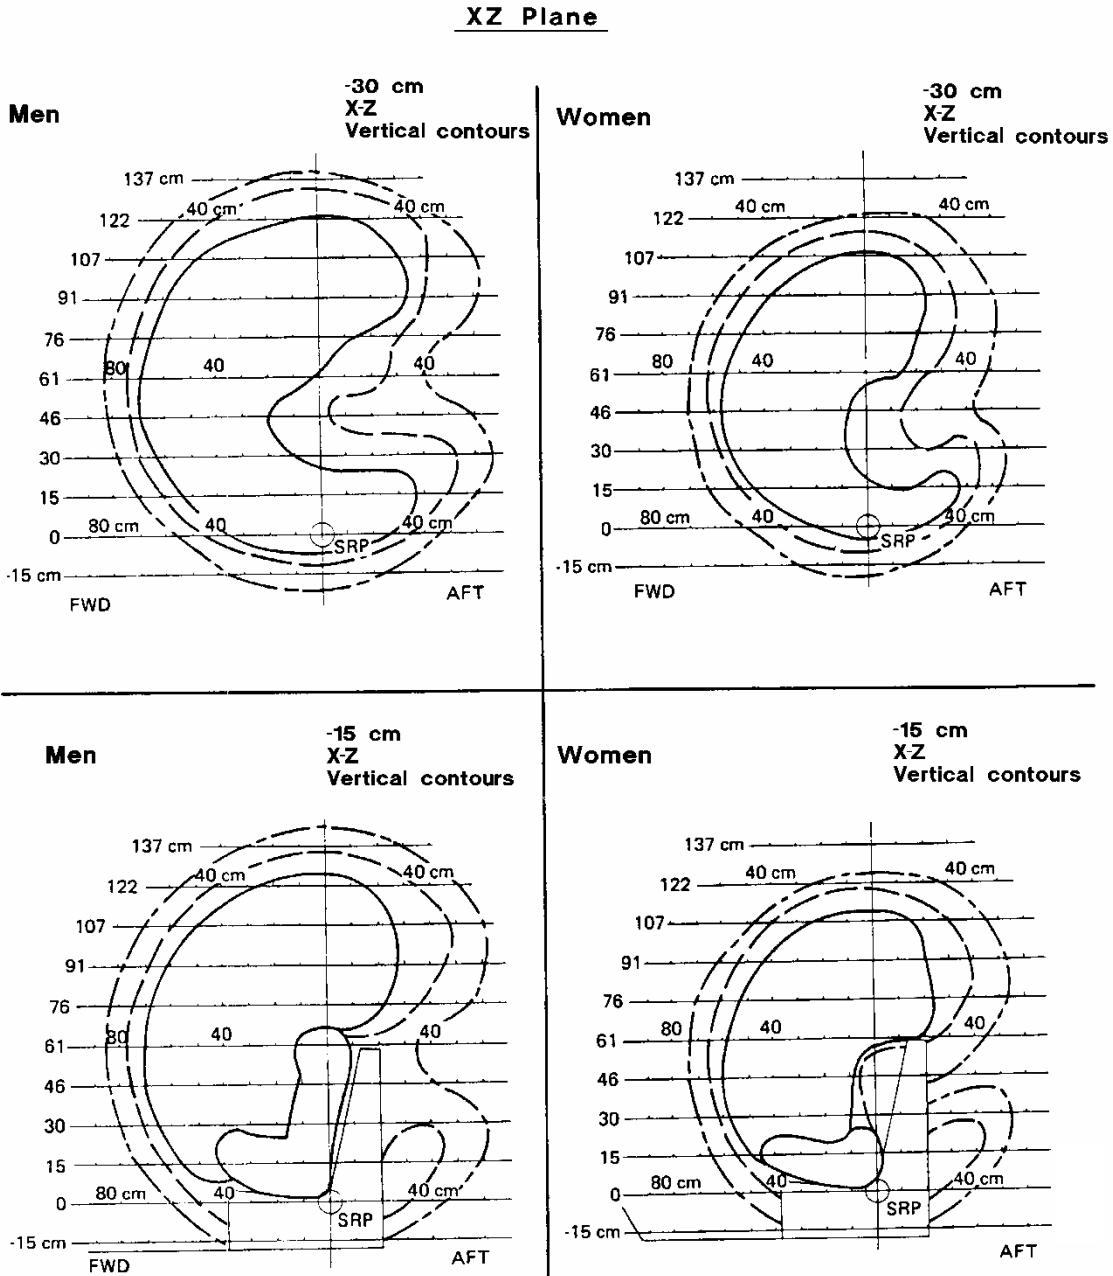 XZ Plane
Men
-30 cm
X-Z
Vertical contours
137 cm
40 cm
40 cm
122
107
91
76
80
40
40
61
46
30
15
80 cm
40
40 cm
0
SRP
-15 cm
FWD
AFT
Women
-30 cm
X-Z
Vertical contours
137 cm
40 cm
40 cm
122
107
91
76
80
40
40
61
46
30
15
80 cm
40
40 cm
0
SRP
-15 cm
FWD
AFT
Men
-15 cm
X-Z
Vertical contours
137 cm
40 cm
40 cm
122
107
91
76
80
40
40
61
46
30
15
80 cm
40
40 cm
0
SRP
-15 cm
FWD
AFT
Women
-15 cm
X-Z
Vertical contours
137 cm
40 cm
40 cm
122
107
91
76
80
40
40
61
46
30
15
80 cm
40
40 cm
0
SRP
-15 cm
AFT